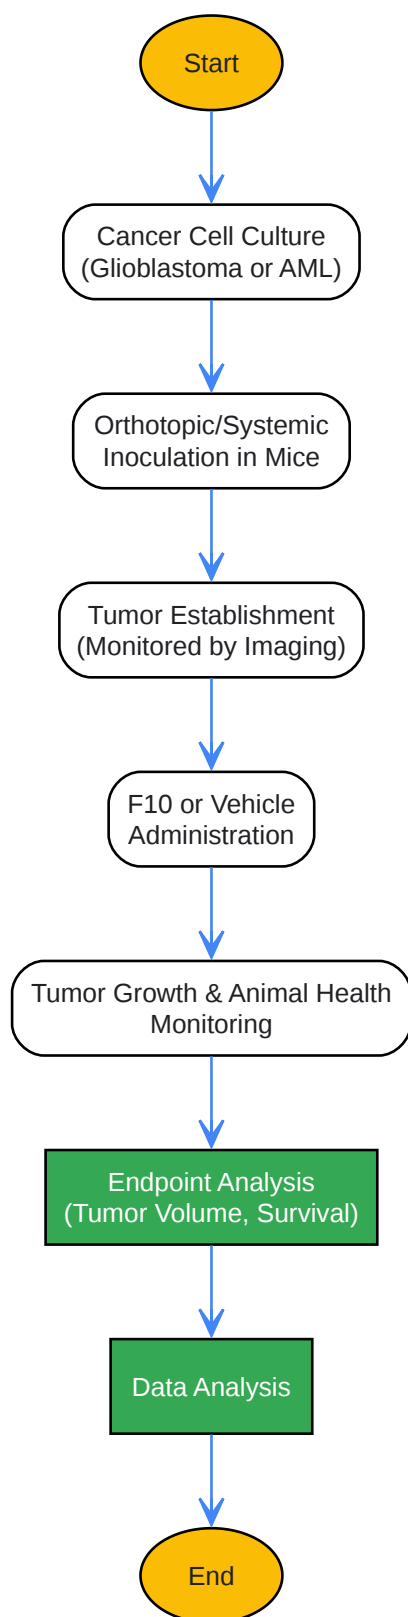 Start
Cancer Cell Culture
(Glioblastoma or AML)
Orthotopic/Systemic
Inoculation in Mice
Tumor Establishment
(Monitored by Imaging)
F10 or Vehicle
Administration
Tumor Growth & Animal Health
Monitoring
Endpoint Analysis
(Tumor Volume, Survival)
Data Analysis
End